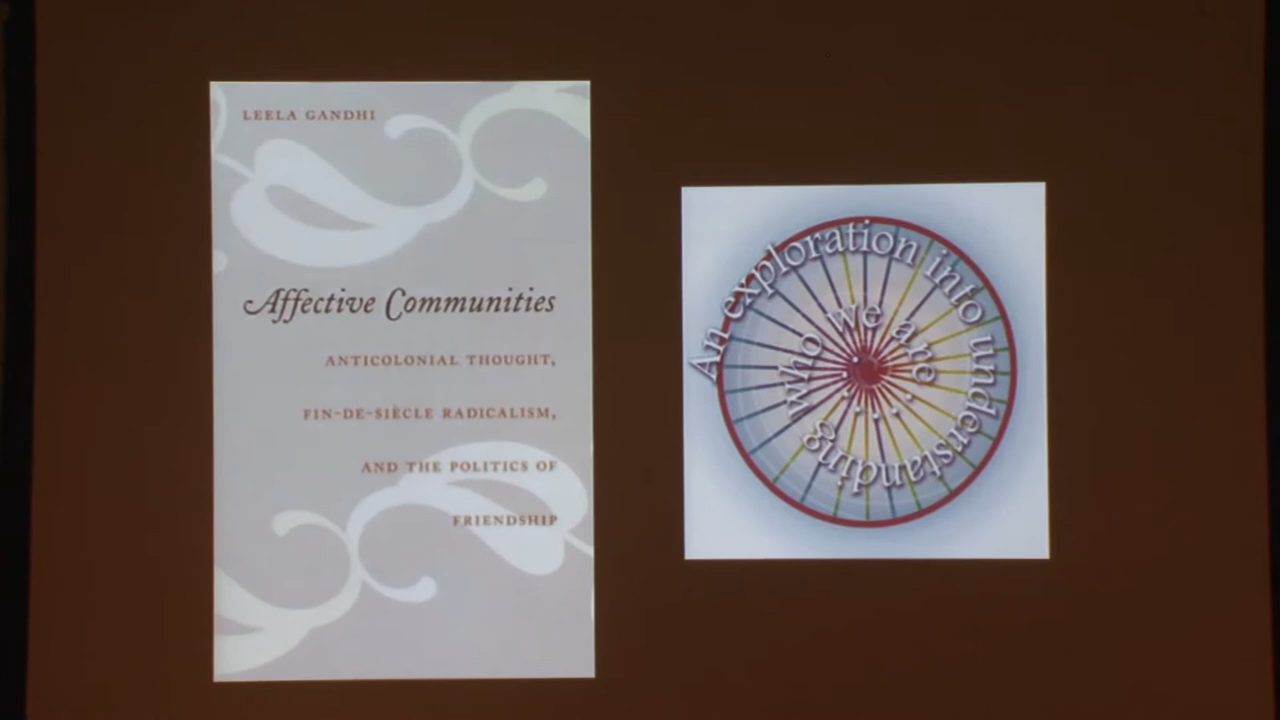 LEELA GANDHI
Affective Communities
ANTICOLONIAL THOUGHT,
FIN-DE-SIÈCLE RADICALISM,
AND THE POLITICS OF
FRIENDSHIP
An exploration into understanding
who we are